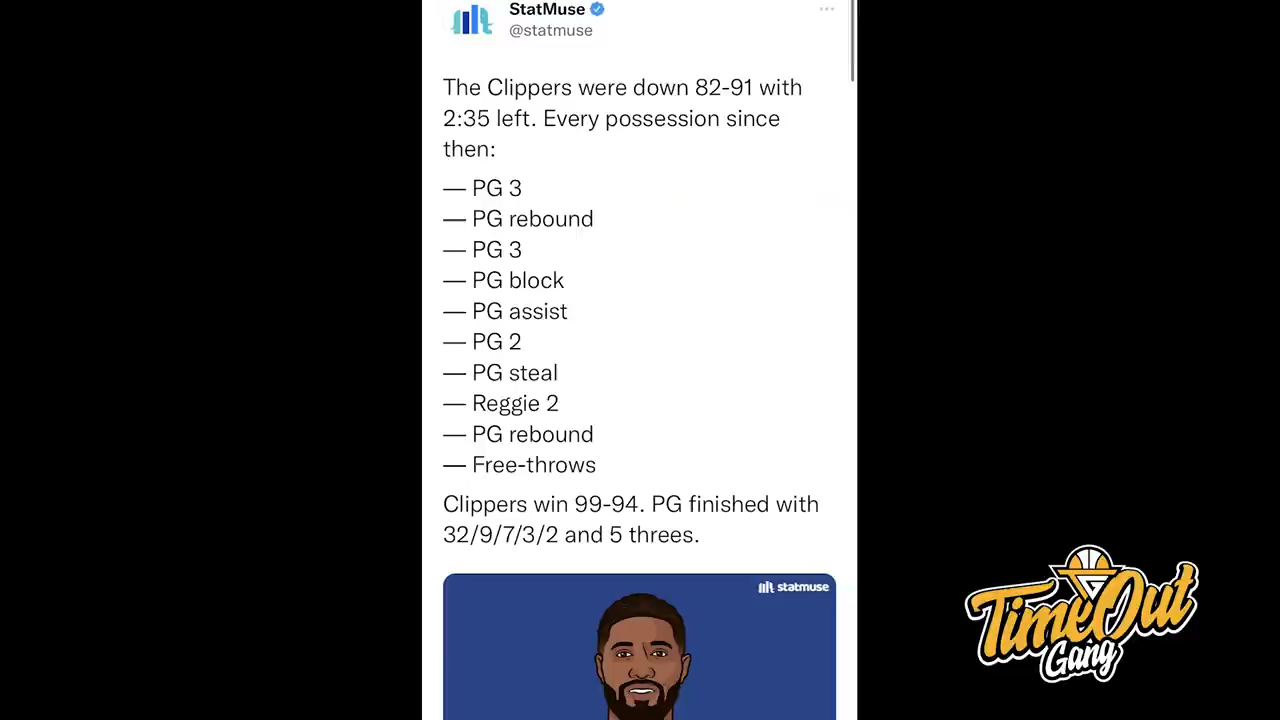 StatMuse
@statmuse
The Clippers were down 82-91 with
2:35 left. Every possession since
then:
— PG 3
— PG rebound
— PG 3
— PG block
— PG assist
— PG 2
— PG steal
— Reggie 2
— PG rebound
— Free-throws
Clippers win 99-94. PG finished with
32/9/7/3/2 and 5 threes.
statmuse
TimeOut
Gang